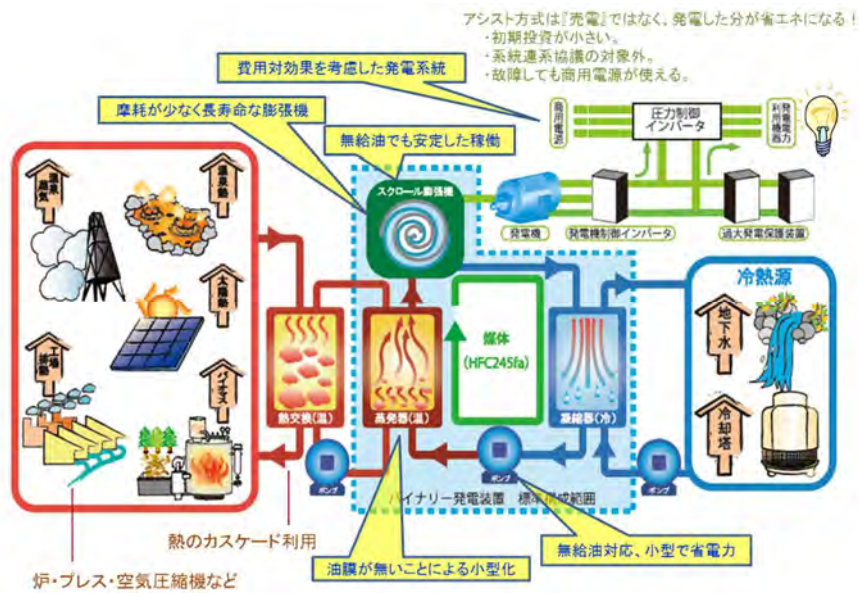 アシスト方式は『売電』ではなく、発電した分が省エネになる！
・初期投資が小さい。
・系統連系協議の対象外。
・故障しても商用電源が使える。
費用対効果を考慮した発電系統
摩耗が少なく長寿命な膨張機
無給油でも安定した稼働
商用電源
圧力制御
インバータ
発電電力
利用機器
スクロール膨張機
発電機
発電機制御インバータ
過大発電保護装置
温泉蒸気
温泉熱
太陽熱
工場排熱
バイオマス
熱交換(温)
蒸発器(温)
媒体
(HFC245fa)
凝縮器(冷)
冷熱源
地下水
冷却塔
ポンプ
ポンプ
ポンプ
バイナリー発電装置 標準構成範囲
熱のカスケード利用
無給油対応、小型で省電力
油膜が無いことによる小型化
炉・プレス・空気圧縮機など